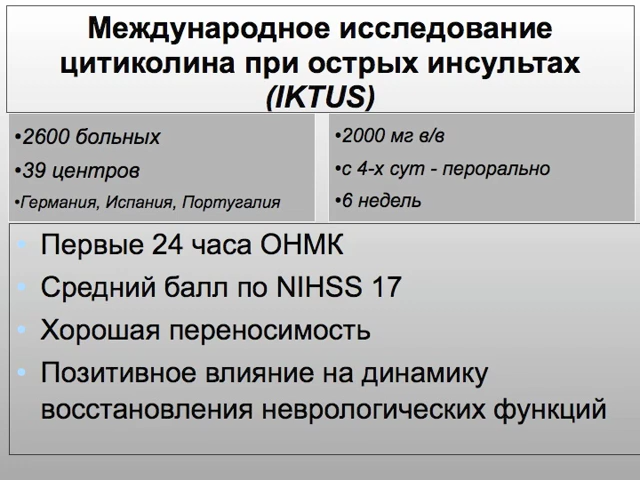 Международное исследование
цитиколина при острых инсультах
(IKTUS)
•2600 больных
•39 центров
•Германия, Испания, Португалия
•2000 мг в/в
•с 4-х сут - перорально
•6 недель
• Первые 24 часа ОНМК
• Средний балл по NIHSS 17
• Хорошая переносимость
• Позитивное влияние на динамику
восстановления неврологических функций